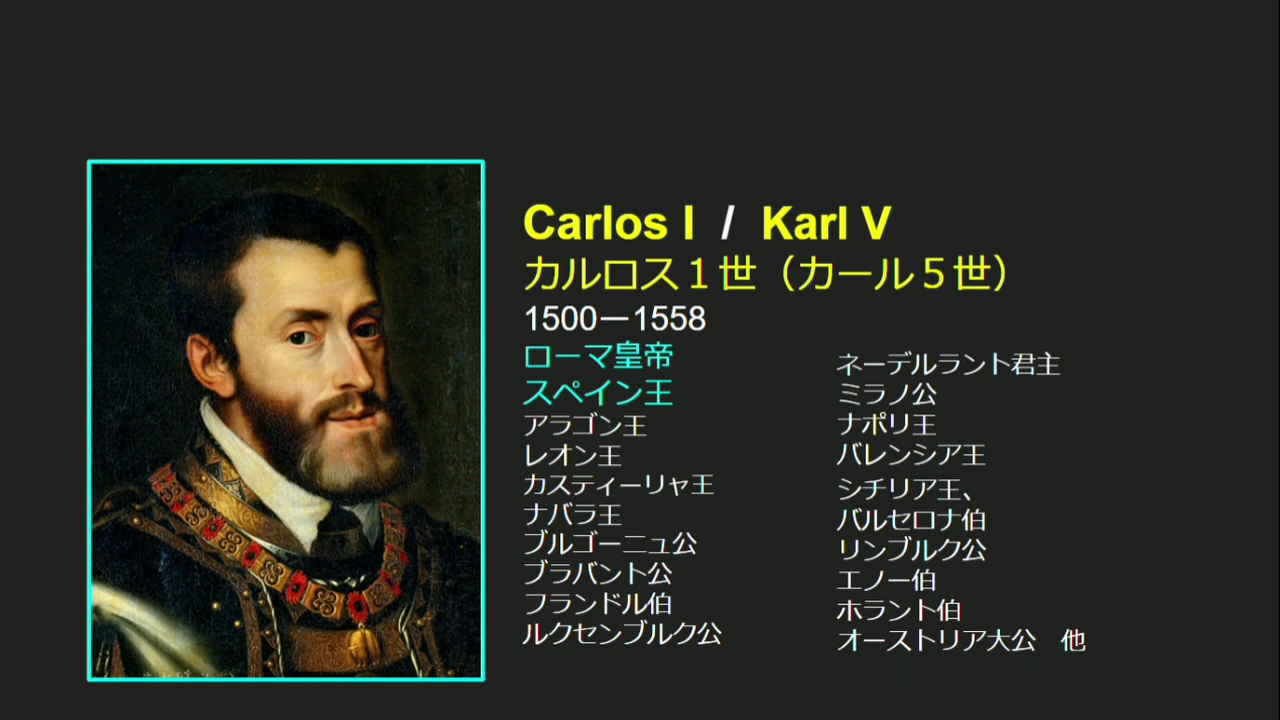 Carlos I / Karl V
カルロス１世（カール５世）
1500ー1558
ローマ皇帝
スペイン王
アラゴン王
レオン王
カスティーリャ王
ナバラ王
ブルゴーニュ公
ブラバント公
フランドル伯
ルクセンブルク公
ネーデルラント君主
ミラノ公
ナポリ王
バレンシア王
シチリア王、
バルセロナ伯
リンブルク公
エノー伯
ホラント伯
オーストリア大公　他